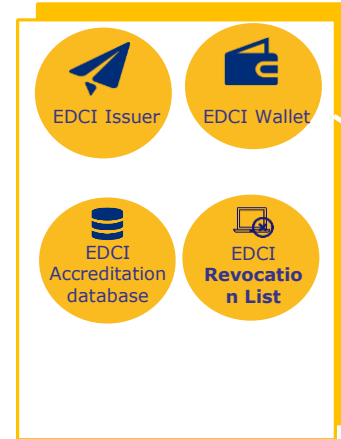 EDCI Issuer
EDCI Wallet
EDCI
Accreditation
database
EDCI
Revocatio
n List